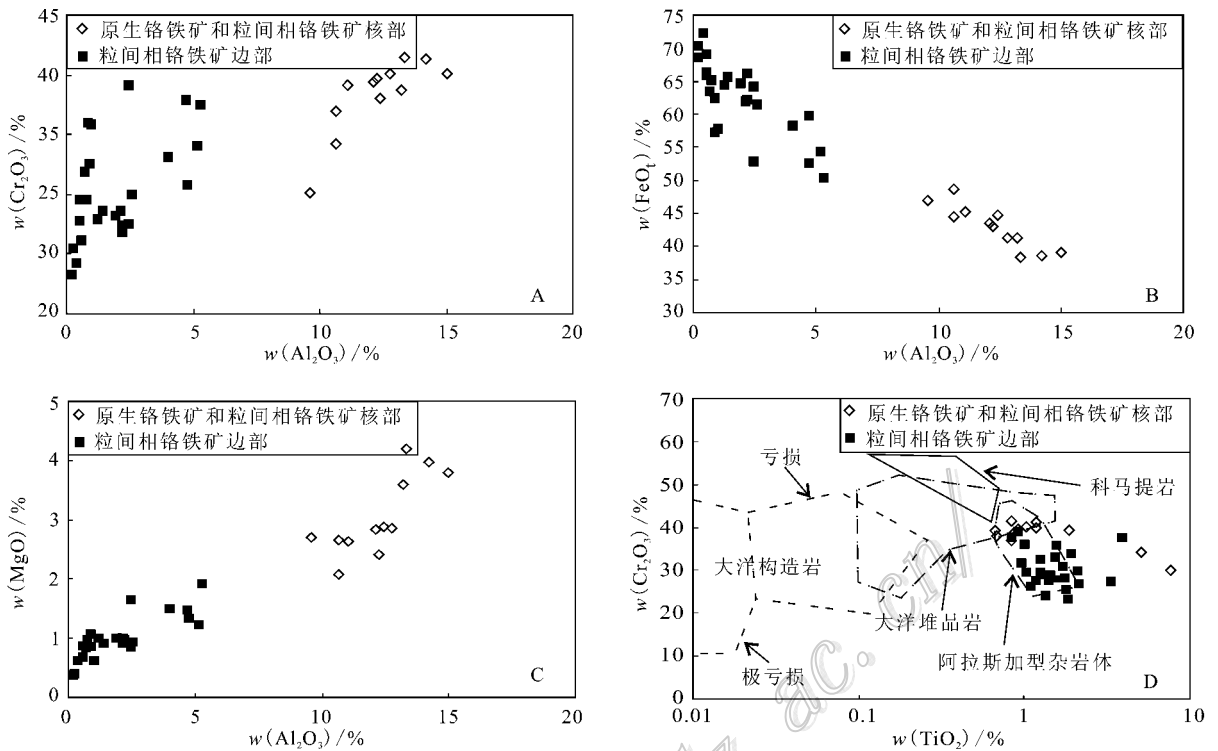 45
40
35
25
30
20
w(Cr₂O₃)/%
◇ 原生铬铁矿和粒间相铬铁矿核部
■ 粒间相铬铁矿边部
A
0 5 10 15 20
w(Al₂O₃)/%
75
70
65
60
55
50
45
40
35
30
w(FeOₜ)/%
◇ 原生铬铁矿和粒间相铬铁矿核部
■ 粒间相铬铁矿边部
B
0 5 10 15 20
w(Al₂O₃)/%
5
4
3
2
1
0
w(MgO)/%
◇ 原生铬铁矿和粒间相铬铁矿核部
■ 粒间相铬铁矿边部
C
0 5 10 15 20
w(Al₂O₃)/%
70
60
50
40
30
20
10
0
w(Cr₂O₃)/%
◇ 原生铬铁矿和粒间相铬铁矿核部
■ 粒间相铬铁矿边部
亏损
科马提岩
大洋构造岩
大洋堆晶岩
阿拉斯加型杂岩体
极亏损
D
0.01 0.1 1 10
w(TiO₂)/%
ac. cn/